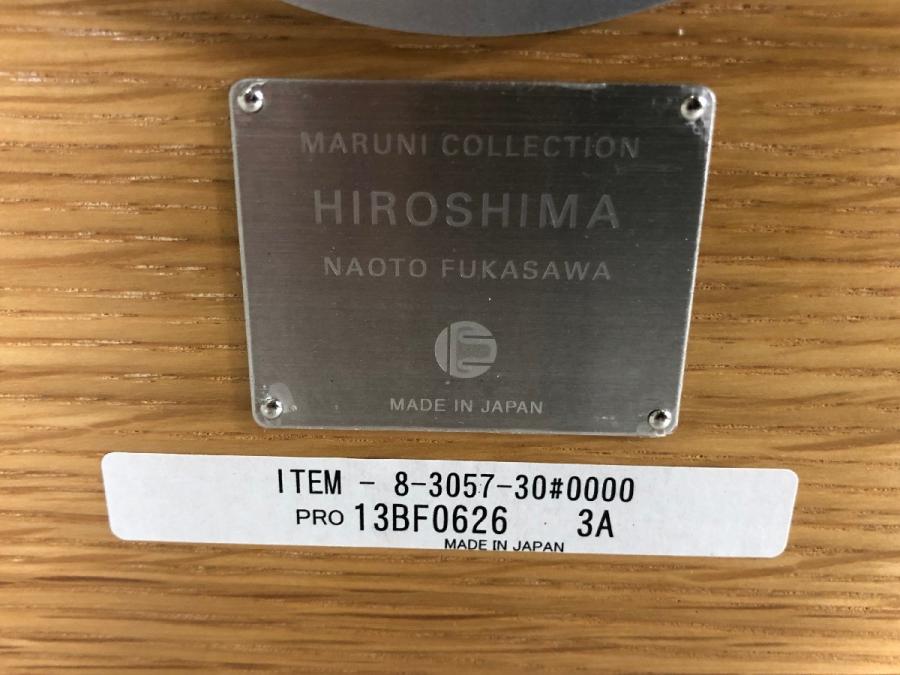 MARUNI COLLECTION
HIROSHIMA
NAOTO FUKASAWA
MADE IN JAPAN
ITEM - 8-3057-30#0000
PRO 13BF0626 3A
MADE IN JAPAN